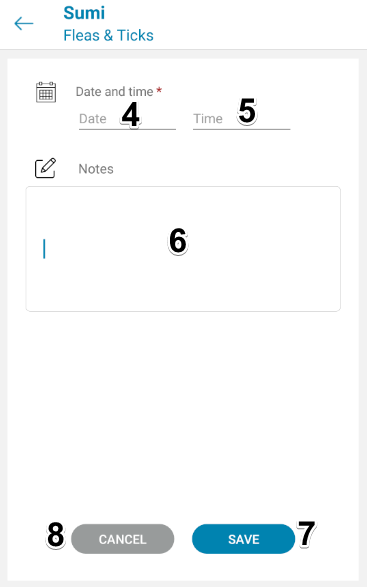 Sumi
Fleas & Ticks
Date and time *
Date 4
Time 5
Notes
6
8 CANCEL
SAVE 7